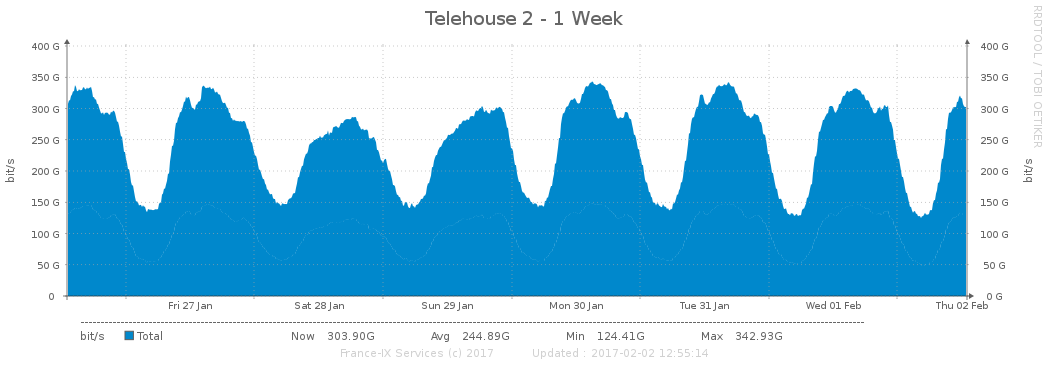 Telehouse 2 - 1 Week
RRDTOOL / TOBI OETIKER
400 G 400 G
350 G 350 G
300 G 300 G
250 G 250 G
200 G 200 G
150 G 150 G
100 G 100 G
50 G 50 G
0 0 G
bit/s bit/s
Fri 27 Jan Sat 28 Jan Sun 29 Jan Mon 30 Jan Tue 31 Jan Wed 01 Feb Thu 02 Feb
bit/s Total Now 303.90G Avg 244.89G Min 124.41G Max 342.93G
France-IX Services (c) 2017 Updated : 2017-02-02 12:55:14